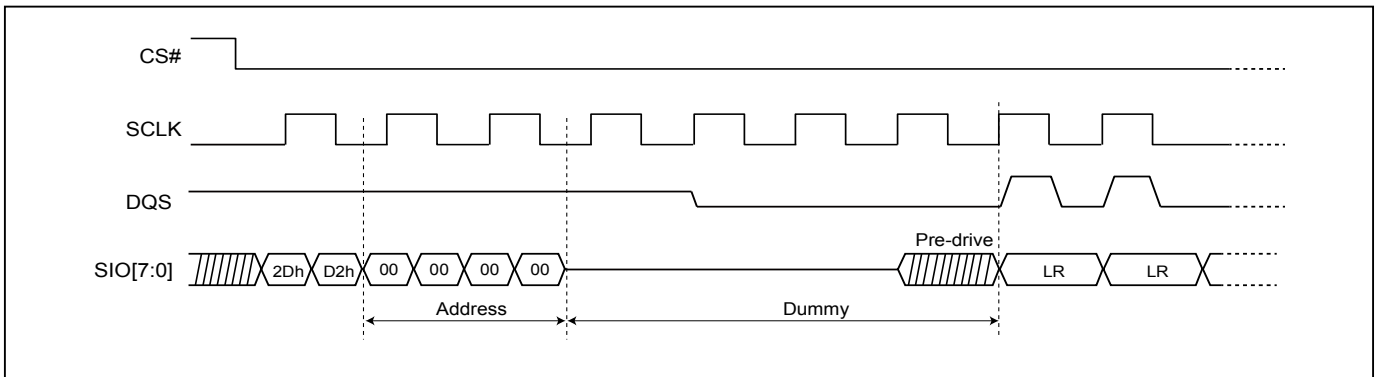 CS#
SCLK
DQS
Pre-drive
SIO[7:0] 2Dh D2h 00 00 00 00 LR LR
Address Dummy